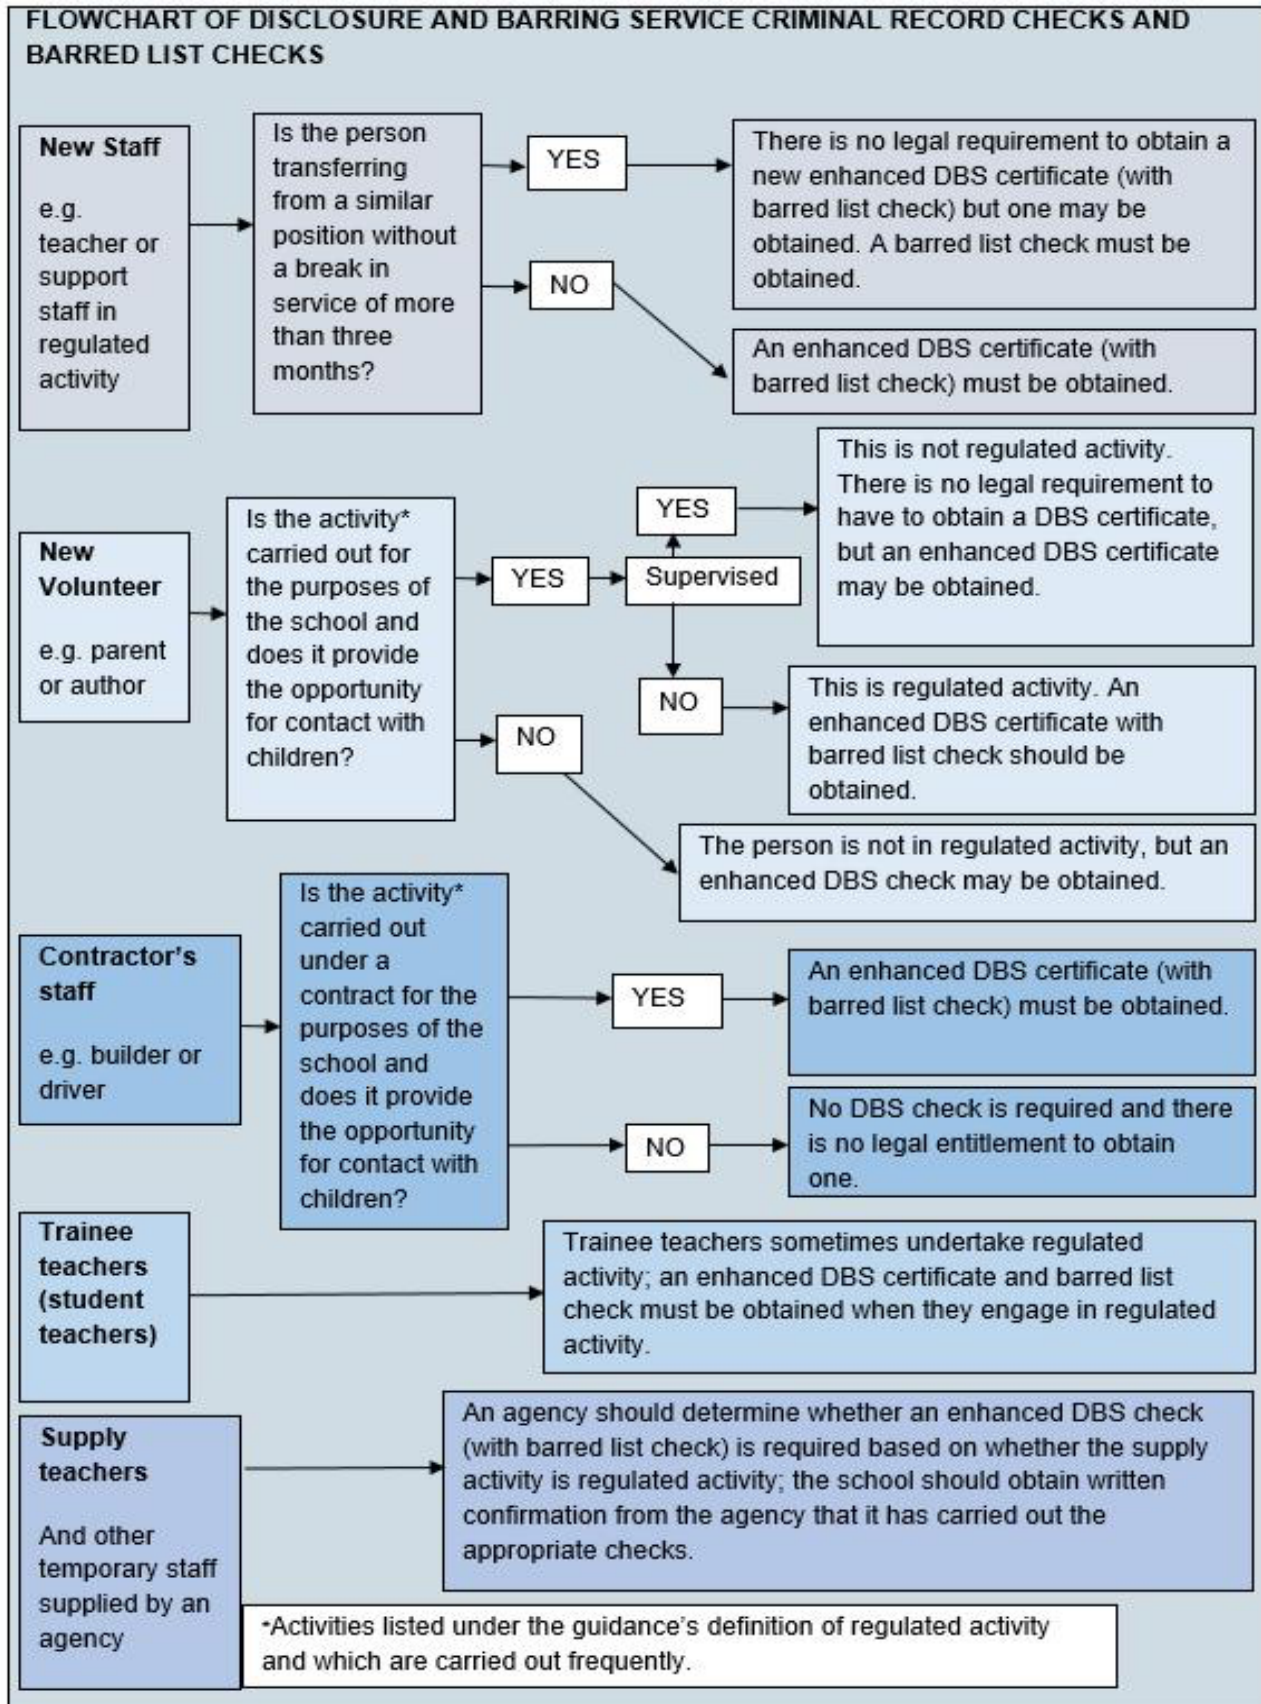 FLOWCHART OF DISCLOSURE AND BARRING SERVICE CRIMINAL RECORD CHECKS AND
BARRED LIST CHECKS
New Staff
e.g.
teacher or
support
staff in
regulated
activity
Is the person
transferring
from a similar
position without
a break in
service of more
than three
months?
YES
There is no legal requirement to obtain a
new enhanced DBS certificate (with
barred list check) but one may be
obtained. A barred list check must be
obtained.
NO
An enhanced DBS certificate (with
barred list check) must be obtained.
New
Volunteer
e.g. parent
or author
Is the activity*
carried out for
the purposes of
the school and
does it provide
the opportunity
for contact with
children?
YES
Supervised
YES
This is not regulated activity.
There is no legal requirement to
have to obtain a DBS certificate,
but an enhanced DBS certificate
may be obtained.
NO
This is regulated activity. An
enhanced DBS certificate with
barred list check should be
obtained.
NO
The person is not in regulated activity, but an
enhanced DBS check may be obtained.
Contractor's
staff
e.g. builder or
driver
Is the activity*
carried out
under a
contract for the
purposes of the
school and
does it provide
the opportunity
for contact with
children?
YES
An enhanced DBS certificate (with
barred list check) must be obtained.
NO
No DBS check is required and there
is no legal entitlement to obtain
one.
Trainee
teachers
(student
teachers)
Trainee teachers sometimes undertake regulated
activity; an enhanced DBS certificate and barred list
check must be obtained when they engage in regulated
activity.
Supply
teachers
And other
temporary staff
supplied by an
agency
An agency should determine whether an enhanced DBS check
(with barred list check) is required based on whether the supply
activity is regulated activity; the school should obtain written
confirmation from the agency that it has carried out the
appropriate checks.
*Activities listed under the guidance's definition of regulated activity
and which are carried out frequently.